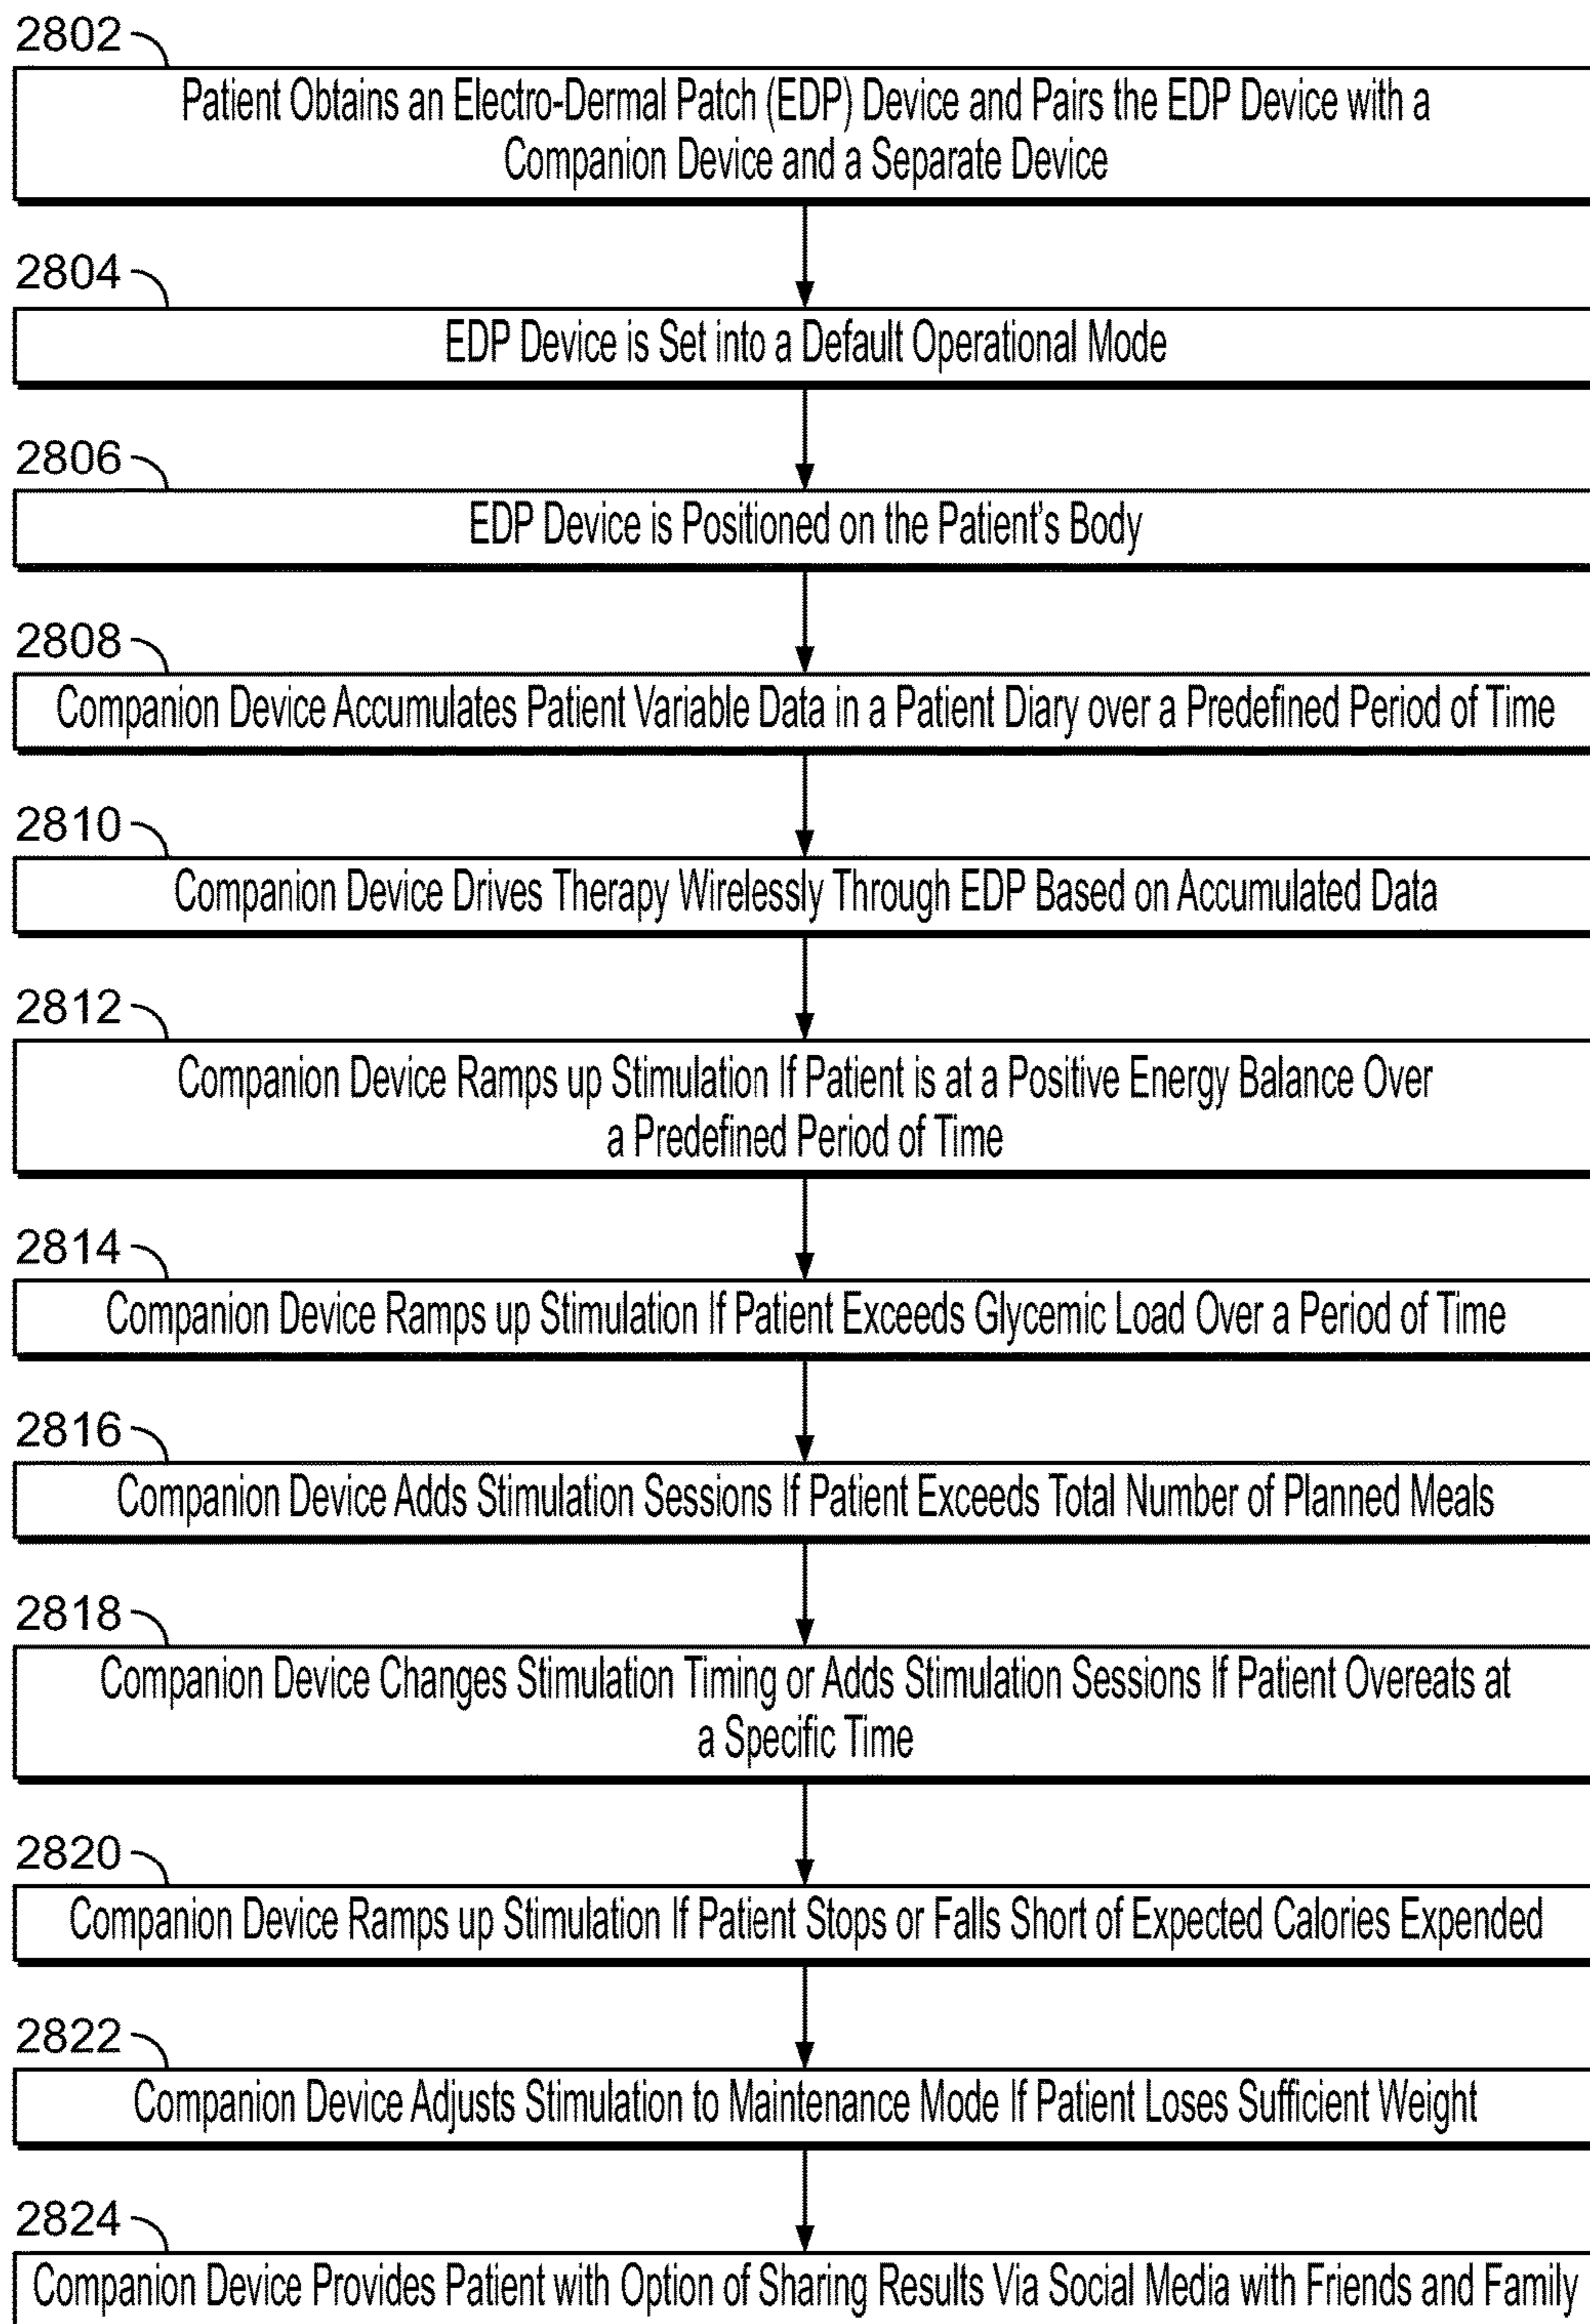 2802
Patient Obtains an Electro-Dermal Patch (EDP) Device and Pairs the EDP Device with a
Companion Device and a Separate Device
2804
EDP Device is Set into a Default Operational Mode
2806
EDP Device is Positioned on the Patient's Body
2808
Companion Device Accumulates Patient Variable Data in a Patient Diary over a Predefined Period of Time
2810
Companion Device Drives Therapy Wirelessly Through EDP Based on Accumulated Data
2812
Companion Device Ramps up Stimulation If Patient is at a Positive Energy Balance Over
a Predefined Period of Time
2814
Companion Device Ramps up Stimulation If Patient Exceeds Glycemic Load Over a Period of Time
2816
Companion Device Adds Stimulation Sessions If Patient Exceeds Total Number of Planned Meals
2818
Companion Device Changes Stimulation Timing or Adds Stimulation Sessions If Patient Overeats at
a Specific Time
2820
Companion Device Ramps up Stimulation If Patient Stops or Falls Short of Expected Calories Expended
2822
Companion Device Adjusts Stimulation to Maintenance Mode If Patient Loses Sufficient Weight
2824
Companion Device Provides Patient with Option of Sharing Results Via Social Media with Friends and Family